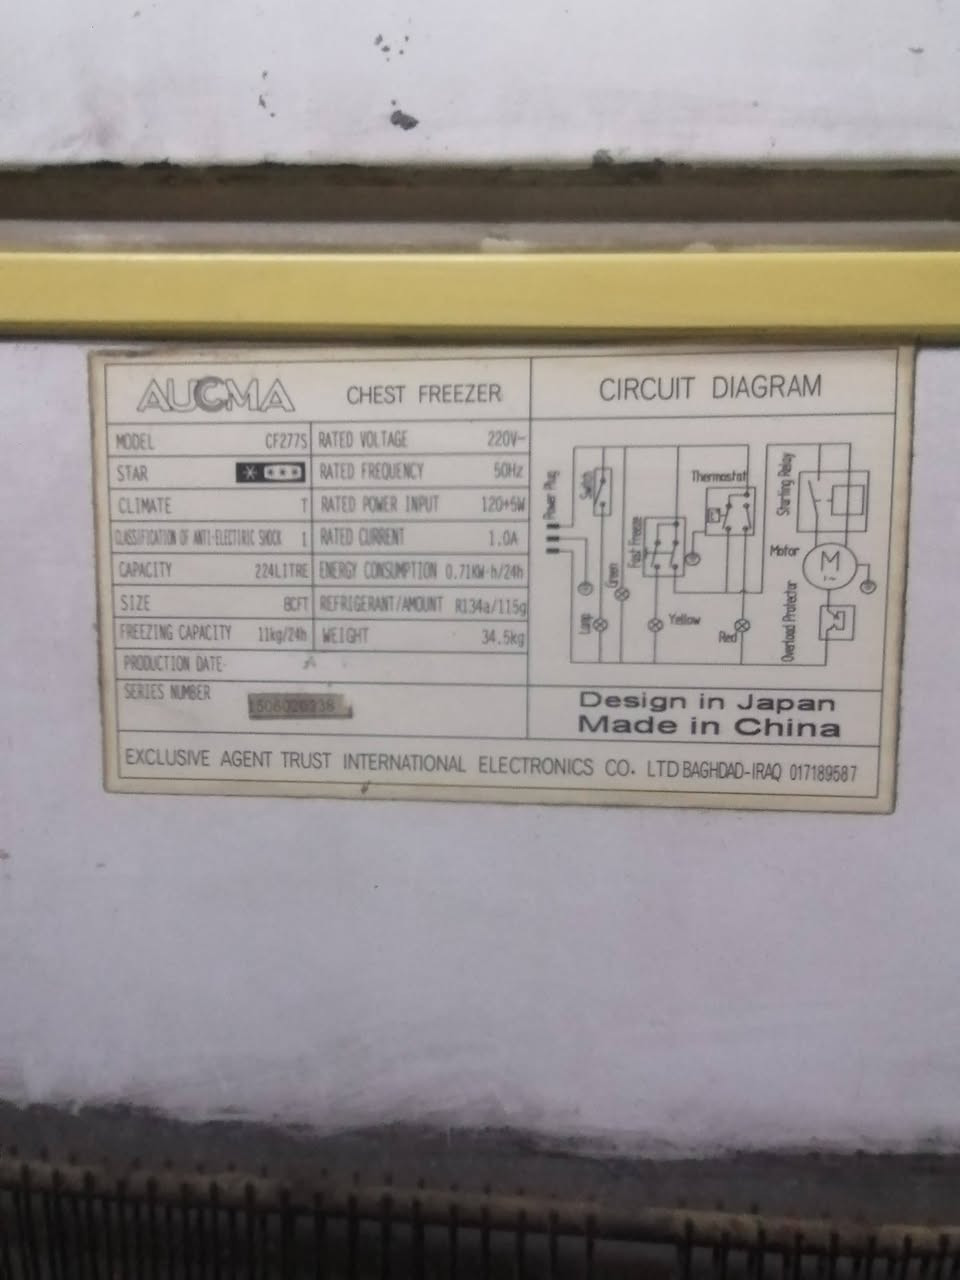 AUCMA CHEST FREEZER
MODEL CF277S
STAR
CLIMATE T
CLASSIFICATION OF ANTI-ELECTIRIC SHOCK 1
CAPACITY 224LITRE
SIZE 8CFT
FREEZING CAPACITY 11kg/24h
RATED VOLTAGE 220V~
RATED FREQUENCY 50Hz
RATED POWER INPUT 120+5W
RATED CURRENT 1.0A
ENERGY CONSUMPTION 0.71KW·h/24h
REFRIGERANT/AMOUNT R134a/115g
WEIGHT 34.5kg
PRODUCTION DATE·
SERIES NUMBER
CIRCUIT DIAGRAM
Power Plug
Switch
Lamp
Green
Fast Freeze
Yellow
Thermostat
Red
Starting Relay
Motor
M
Overload Protector
Design in Japan
Made in China
EXCLUSIVE AGENT TRUST INTERNATIONAL ELECTRONICS CO. LTD BAGHDAD-IRAQ 017189587